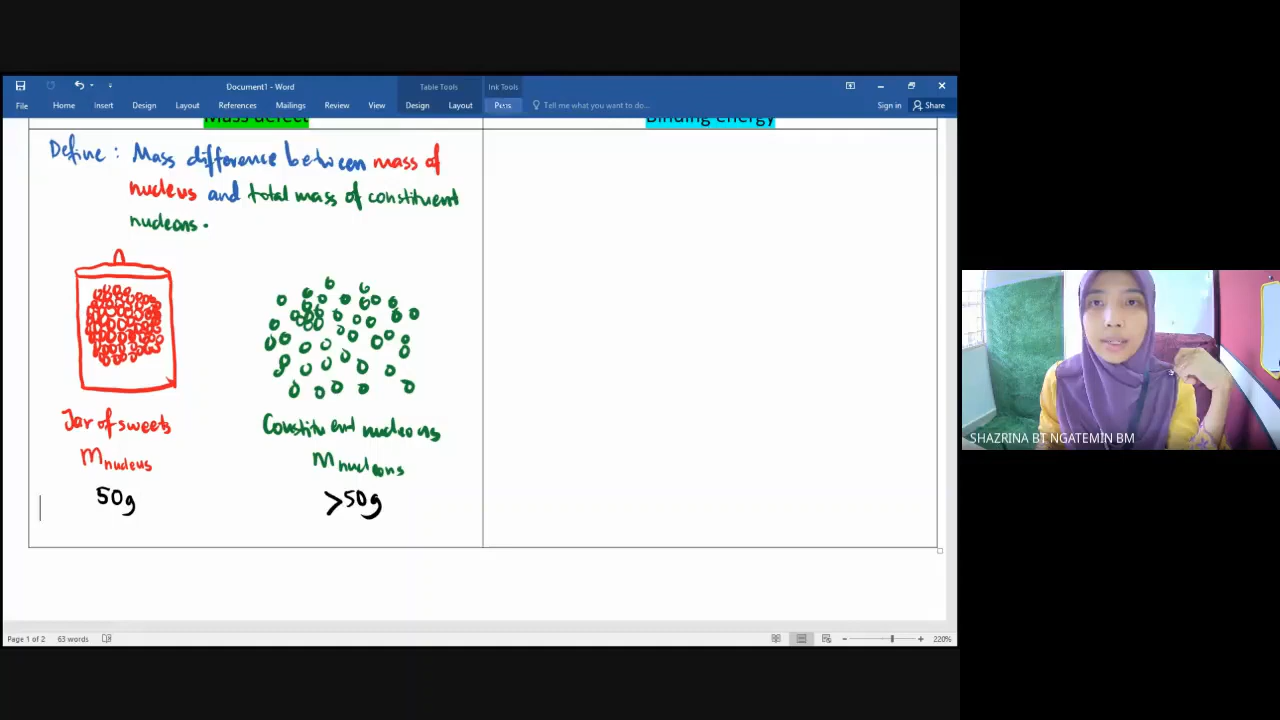 Document1 - Word
Table Tools
Ink Tools
File
Home
Insert
Design
Layout
References
Mailings
Review
View
Design
Layout
Pens
Tell me what you want to do...
Sign in
Share
Mass defect
Binding energy
Define : Mass difference between mass of
nucleus and total mass of constituent
nucleons.
Jar of sweets
Mnucleus
50g
Constituent nucleons
Mnucleons
>50g
SHAZRINA BT NGATEMIN BM
Page 1 of 2
63 words
220%